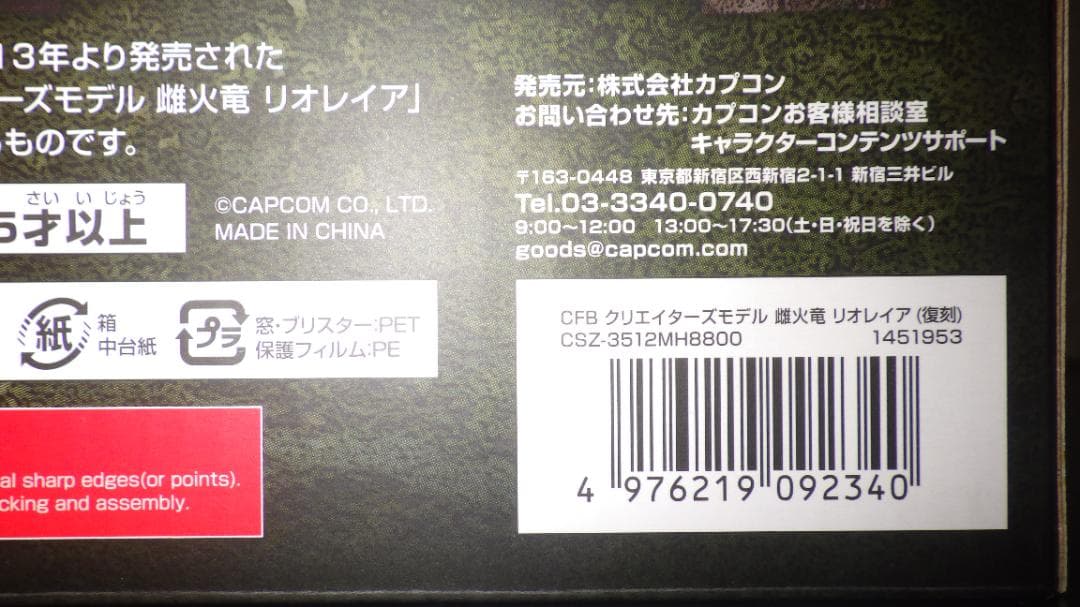 13年より発売された
ーズモデル 雌火竜 リオレイア」
ものです。
さい い じょう
5才以上
©CAPCOM CO., LTD.
MADE IN CHINA
発売元：株式会社カプコン
お問い合わせ先：カプコンお客様相談室
キャラクターコンテンツサポート
〒163-0448 東京都新宿区西新宿2-1-1 新宿三井ビル
Tel.03-3340-0740
9:00～12:00 13:00～17:30(土・日・祝日を除く)
goods@capcom.com
紙
箱
中台紙
プラ
窓・ブリスター:PET
保護フィルム:PE
al sharp edges(or points).
cking and assembly.
CFB クリエイターズモデル 雌火竜 リオレイア (復刻)
CSZ-3512MH8800 1451953
4 976219 092340